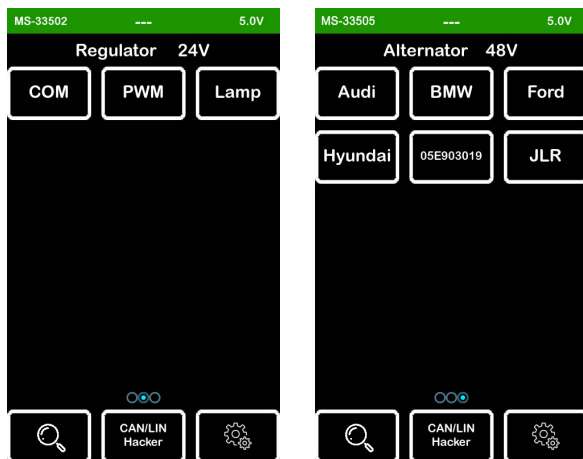 MS-33502 --- 5.0V
Regulator 24V
COM PWM Lamp
CAN/LIN
Hacker
MS-33505 --- 5.0V
Alternator 48V
Audi BMW Ford
Hyundai 05E903019 JLR
CAN/LIN
Hacker